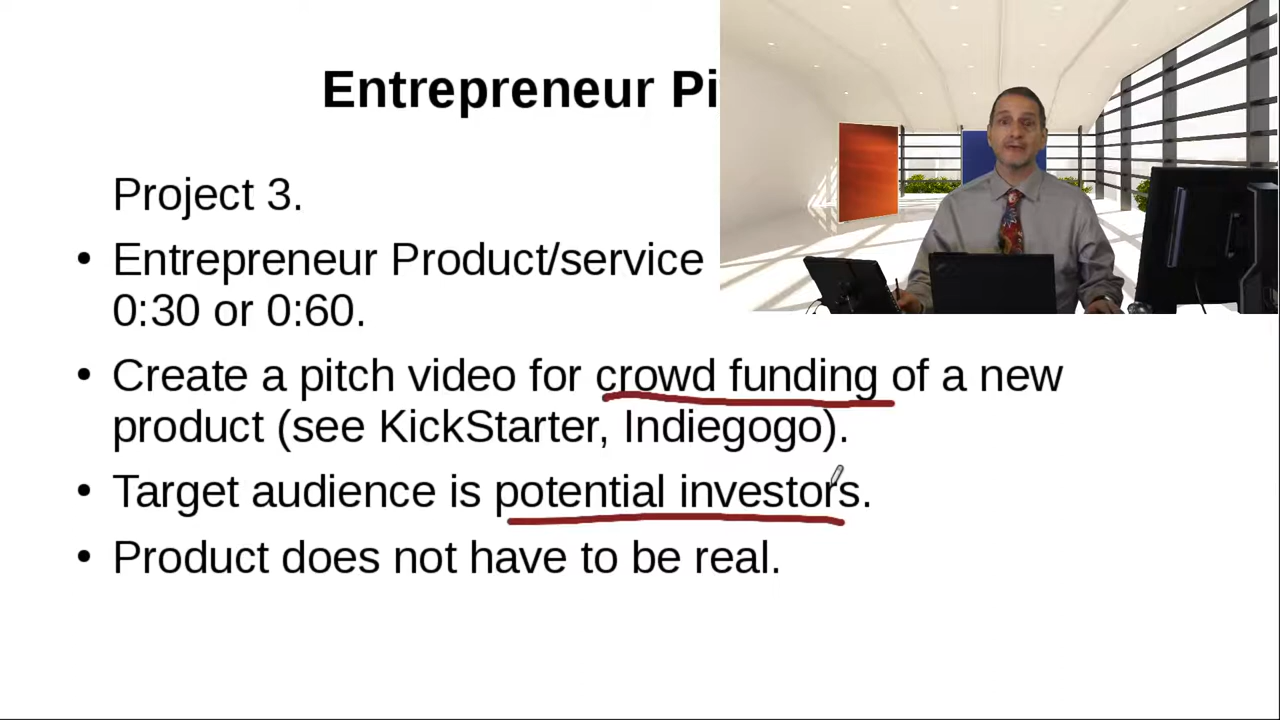 Entrepreneur Pi
Project 3.
• Entrepreneur Product/service
0:30 or 0:60.
• Create a pitch video for crowd funding of a new
product (see KickStarter, Indiegogo).
• Target audience is potential investors.
• Product does not have to be real.